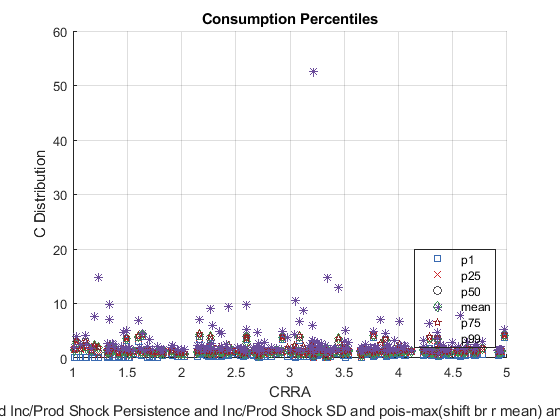 Consumption Percentiles
60
50
40
30
20
10
0
C Distribution
p1
p25
p50
mean
p75
p99
1 1.5 2 2.5 3 3.5 4 4.5 5
CRRA
d Inc/Prod Shock Persistence and Inc/Prod Shock SD and pois-max(shift br r mean) an